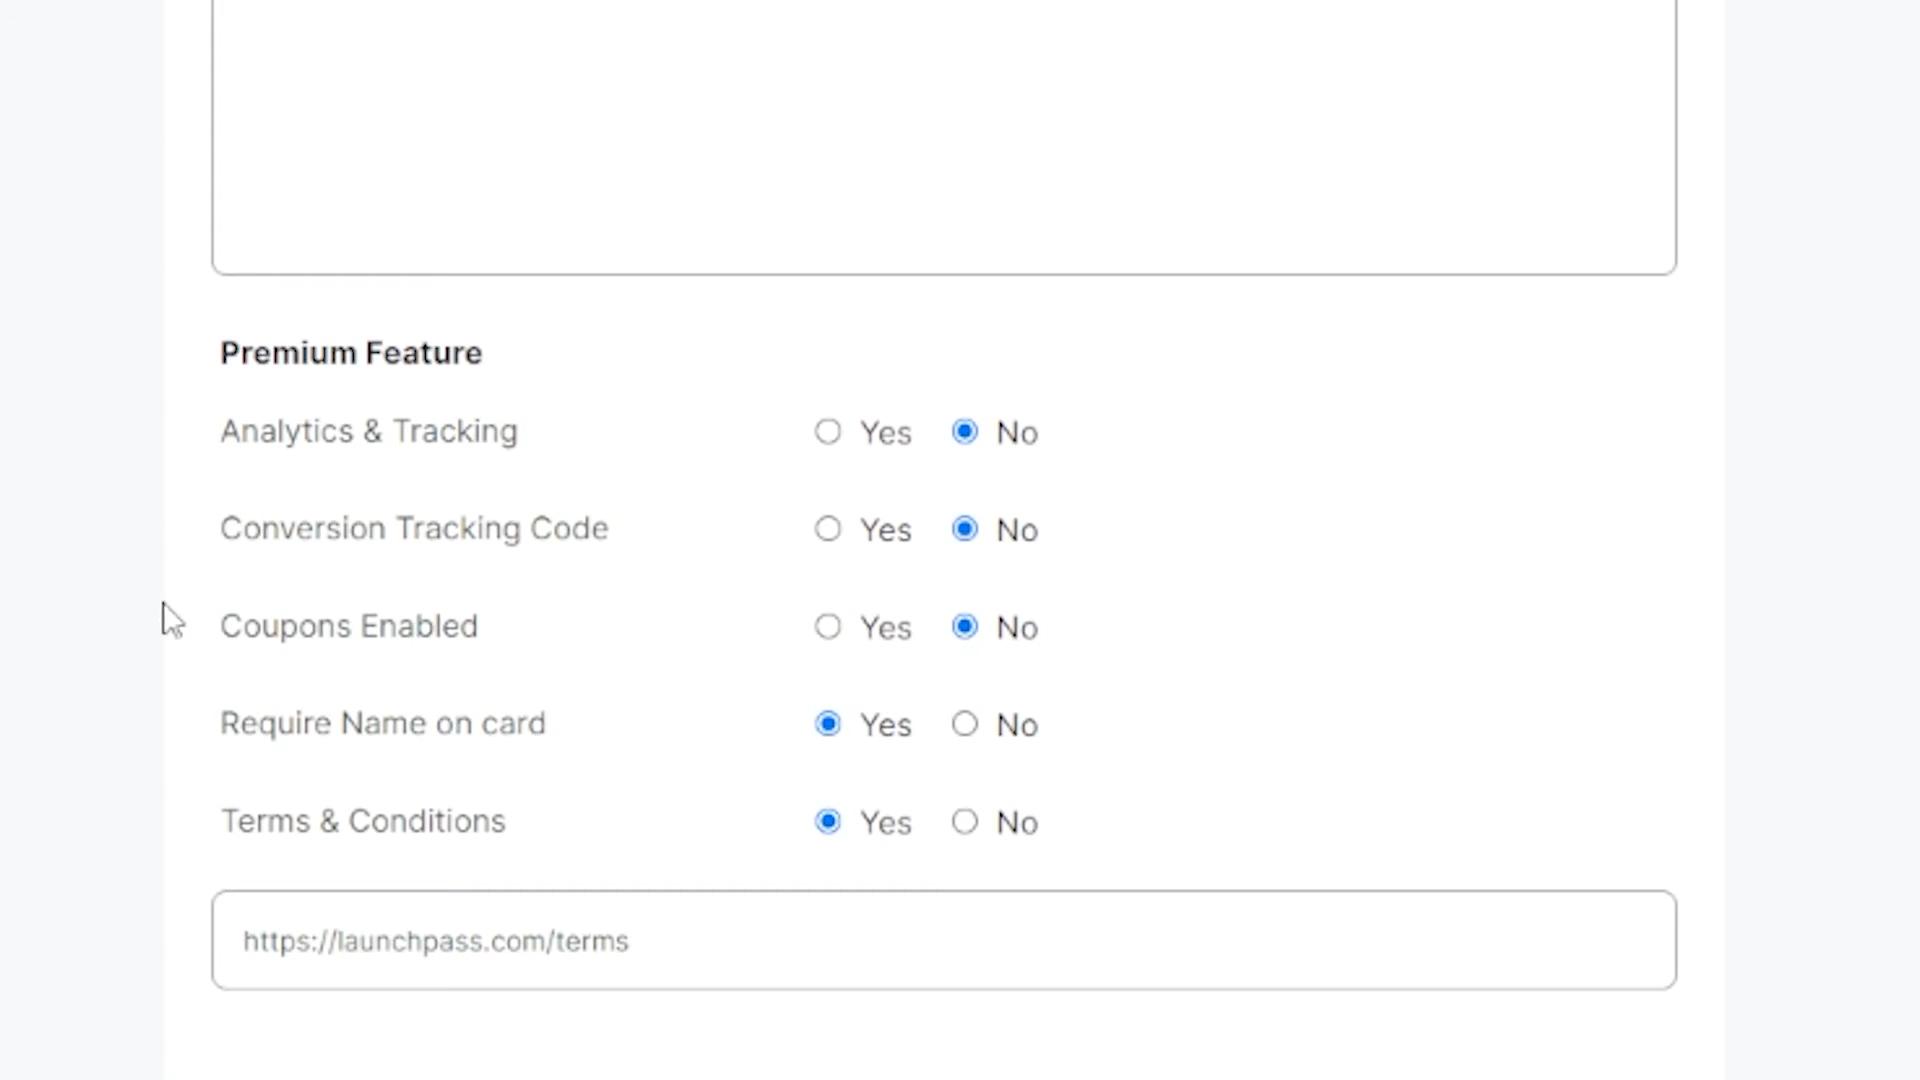 Premium Feature
Analytics & Tracking Yes No
Conversion Tracking Code Yes No
Coupons Enabled Yes No
Require Name on card Yes No
Terms & Conditions Yes No
https://launchpass.com/terms